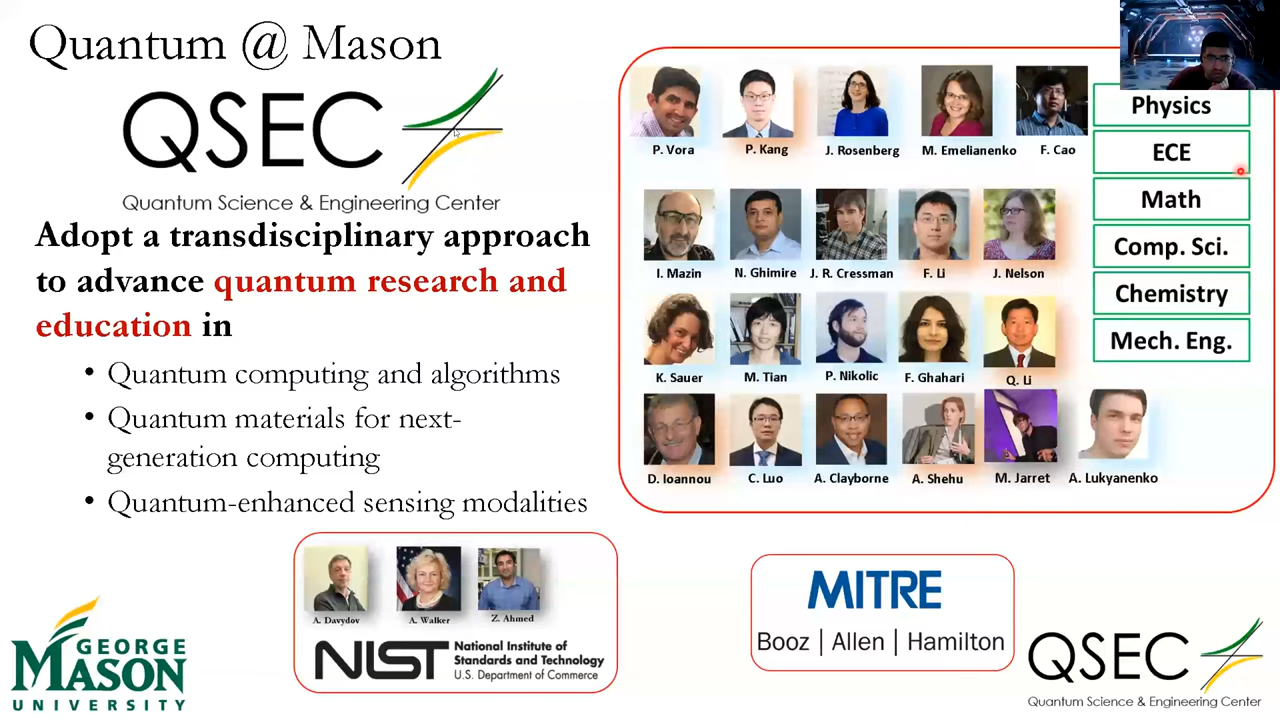 Quantum @ Mason
QSEC
Quantum Science & Engineering Center
Adopt a transdisciplinary approach
to advance quantum research and
education in
• Quantum computing and algorithms
• Quantum materials for next-
generation computing
• Quantum-enhanced sensing modalities
P. Vora P. Kang J. Rosenberg M. Emelianenko F. Cao
I. Mazin N. Ghimire J. R. Cressman F. Li J. Nelson
K. Sauer M. Tian P. Nikolic F. Ghahari Q. Li
D. Ioannou C. Luo A. Clayborne A. Shehu M. Jarret A. Lukyanenko
Physics
ECE
Math
Comp. Sci.
Chemistry
Mech. Eng.
A. Davydov A. Walker Z. Ahmed
NIST National Institute of
Standards and Technology
U.S. Department of Commerce
MITRE
Booz | Allen | Hamilton
GEORGE
MASON
UNIVERSITY
QSEC
Quantum Science & Engineering Center